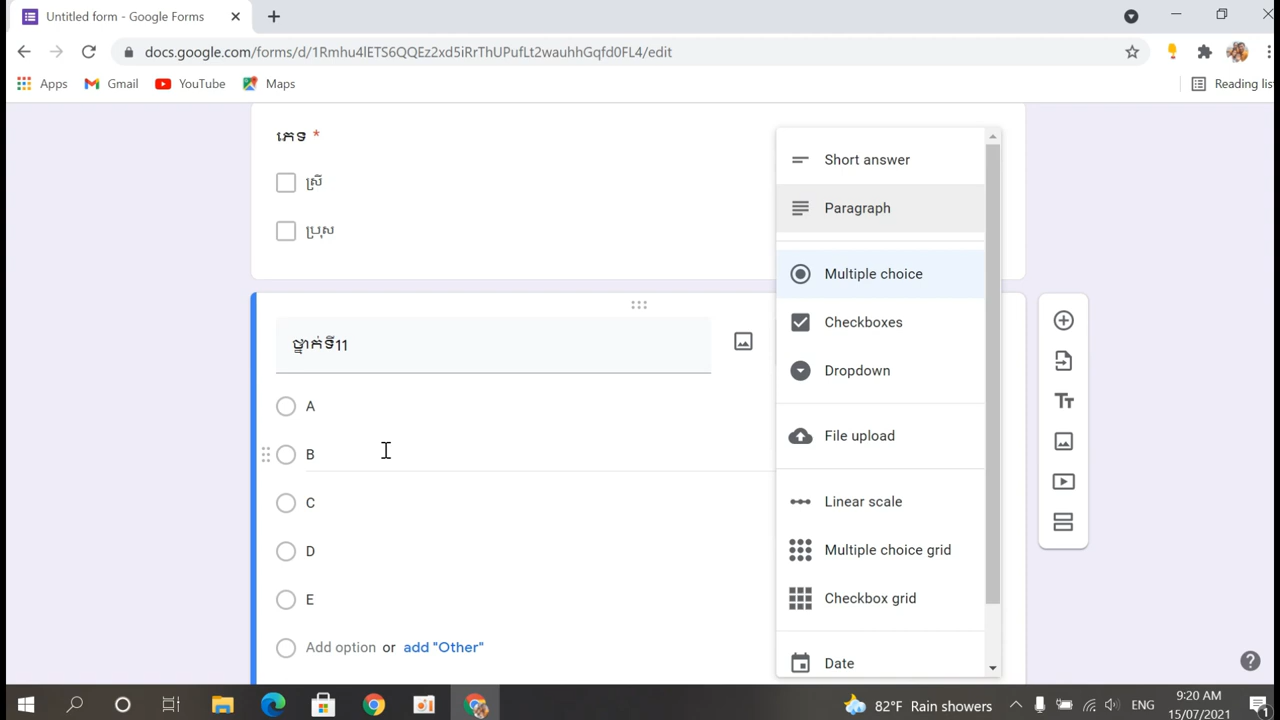 Untitled form - Google Forms
docs.google.com/forms/d/1Rmhu4lETS6QQEz2xd5iRrThUPufLt2wauhhGqfd0FL4/edit
Apps
Gmail
YouTube
Maps
Reading list
ភេទ *
ស្រី
ប្រុស
ថ្នាក់ទី11
A
B
C
D
E
Add option or add "Other"
Short answer
Paragraph
Multiple choice
Checkboxes
Dropdown
File upload
Linear scale
Multiple choice grid
Checkbox grid
Date
Tт
82°F Rain showers
ENG
9:20 AM
15/07/2021
1